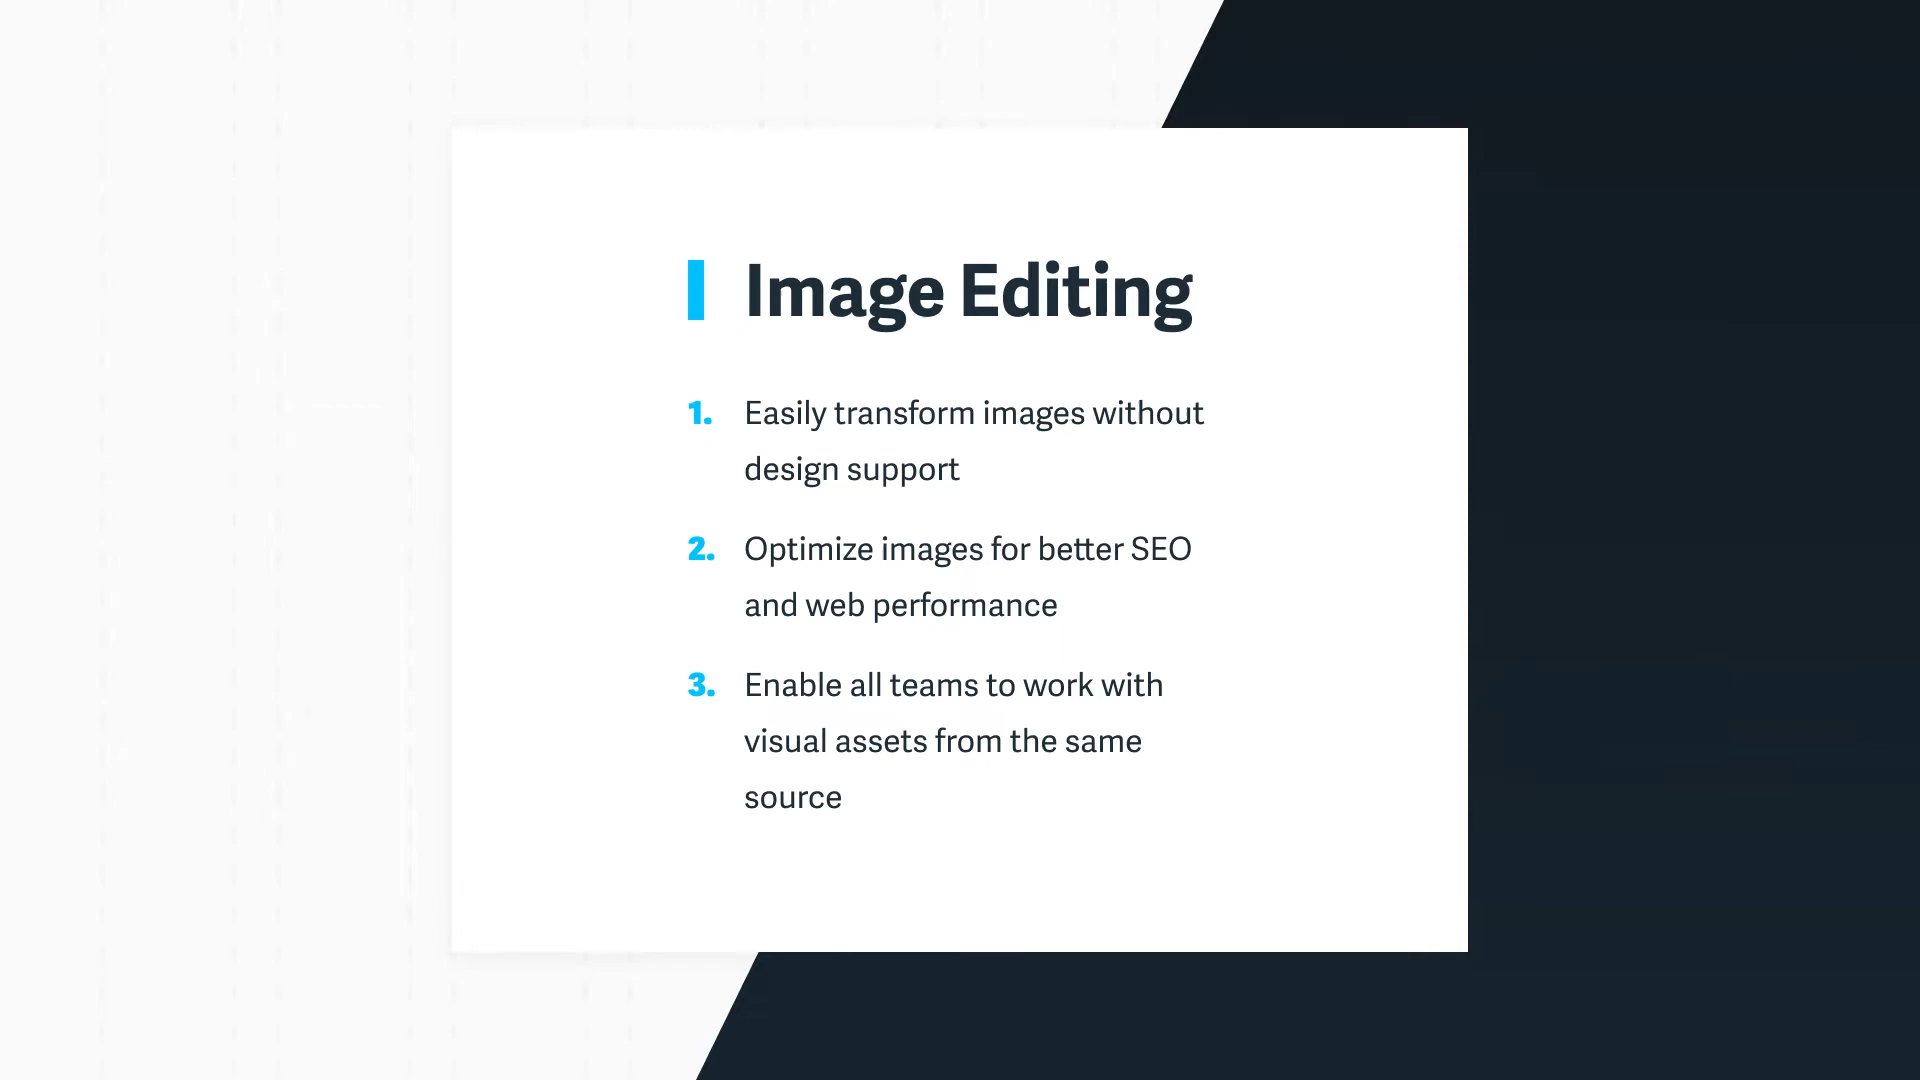 Image Editing
1. Easily transform images without
design support
2. Optimize images for better SEO
and web performance
3. Enable all teams to work with
visual assets from the same
source